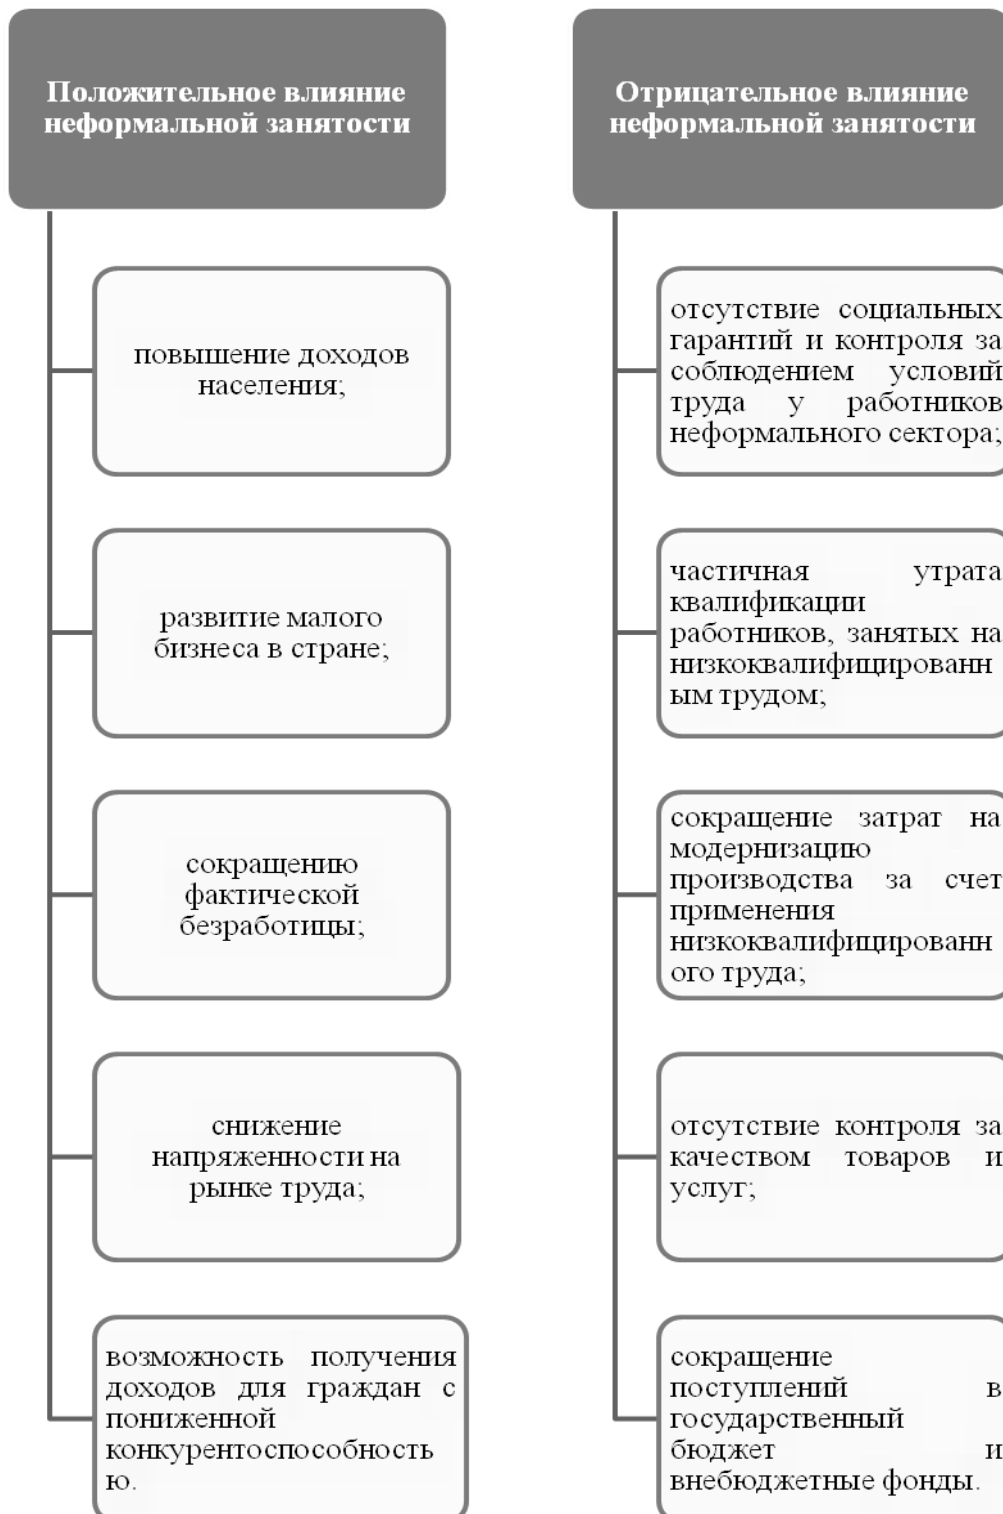 Положительное влияние
неформальной занятости
повышение доходов
населения;
развитие малого
бизнеса в стране;
сокращению
фактической
безработицы;
снижение
напряженности на
рынке труда;
возможность получения
доходов для граждан с
пониженной
конкурентоспособность
ю.
Отрицательное влияние
неформальной занятости
отсутствие социальных
гарантий и контроля за
соблюдением условий
труда у работников
неформального сектора;
частичная утрата
квалификации
работников, занятых на
низкоквалифицированн
ым трудом;
сокращение затрат на
модернизацию
производства за счет
применения
низкоквалифицированн
ого труда;
отсутствие контроля за
качеством товаров и
услуг;
сокращение
поступлений в
государственный
бюджет и
внебюджетные фонды.